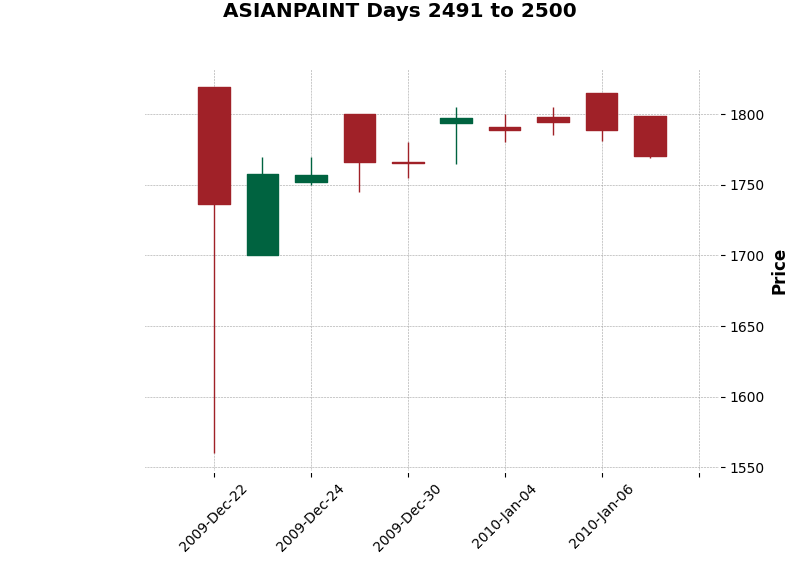 ASIANPAINT Days 2491 to 2500
1800
1750
1700
1650
1600
1550
Price
2009-Dec-22
2009-Dec-24
2009-Dec-30
2010-Jan-04
2010-Jan-06